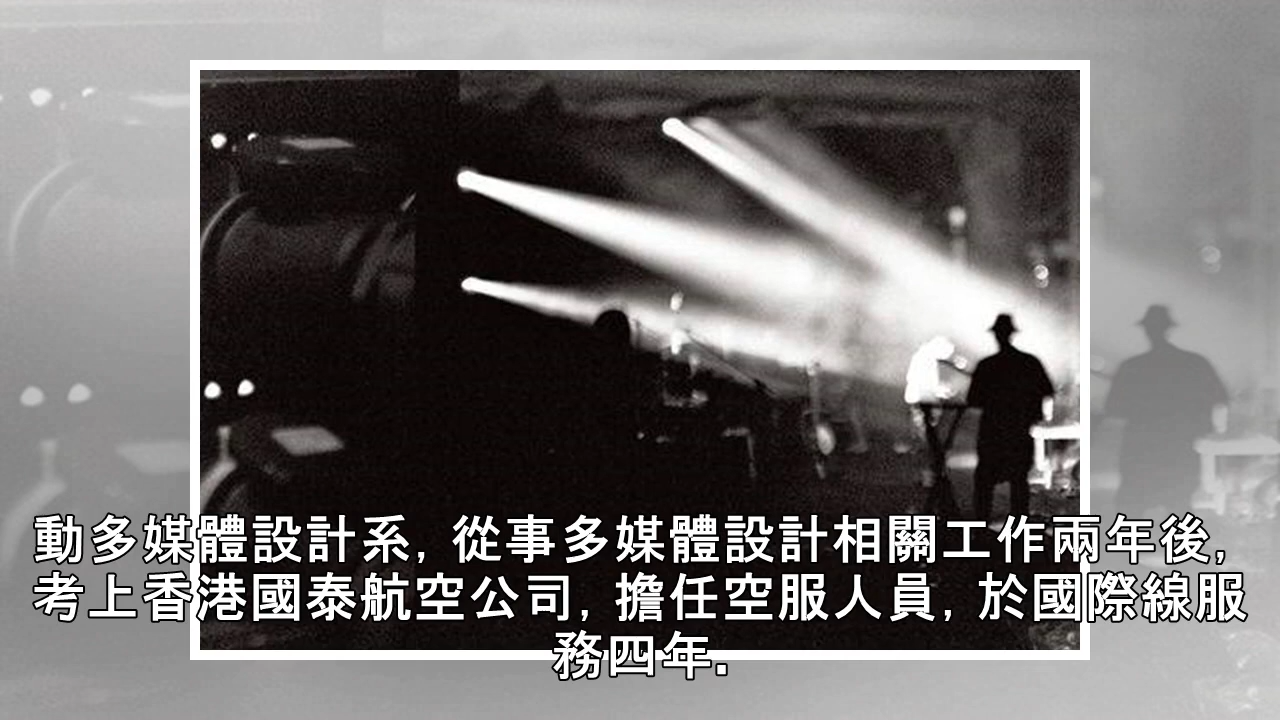 動多媒體設計系, 從事多媒體設計相關工作兩年後,
考上香港國泰航空公司, 擔任空服人員, 於國際線服
務四年.